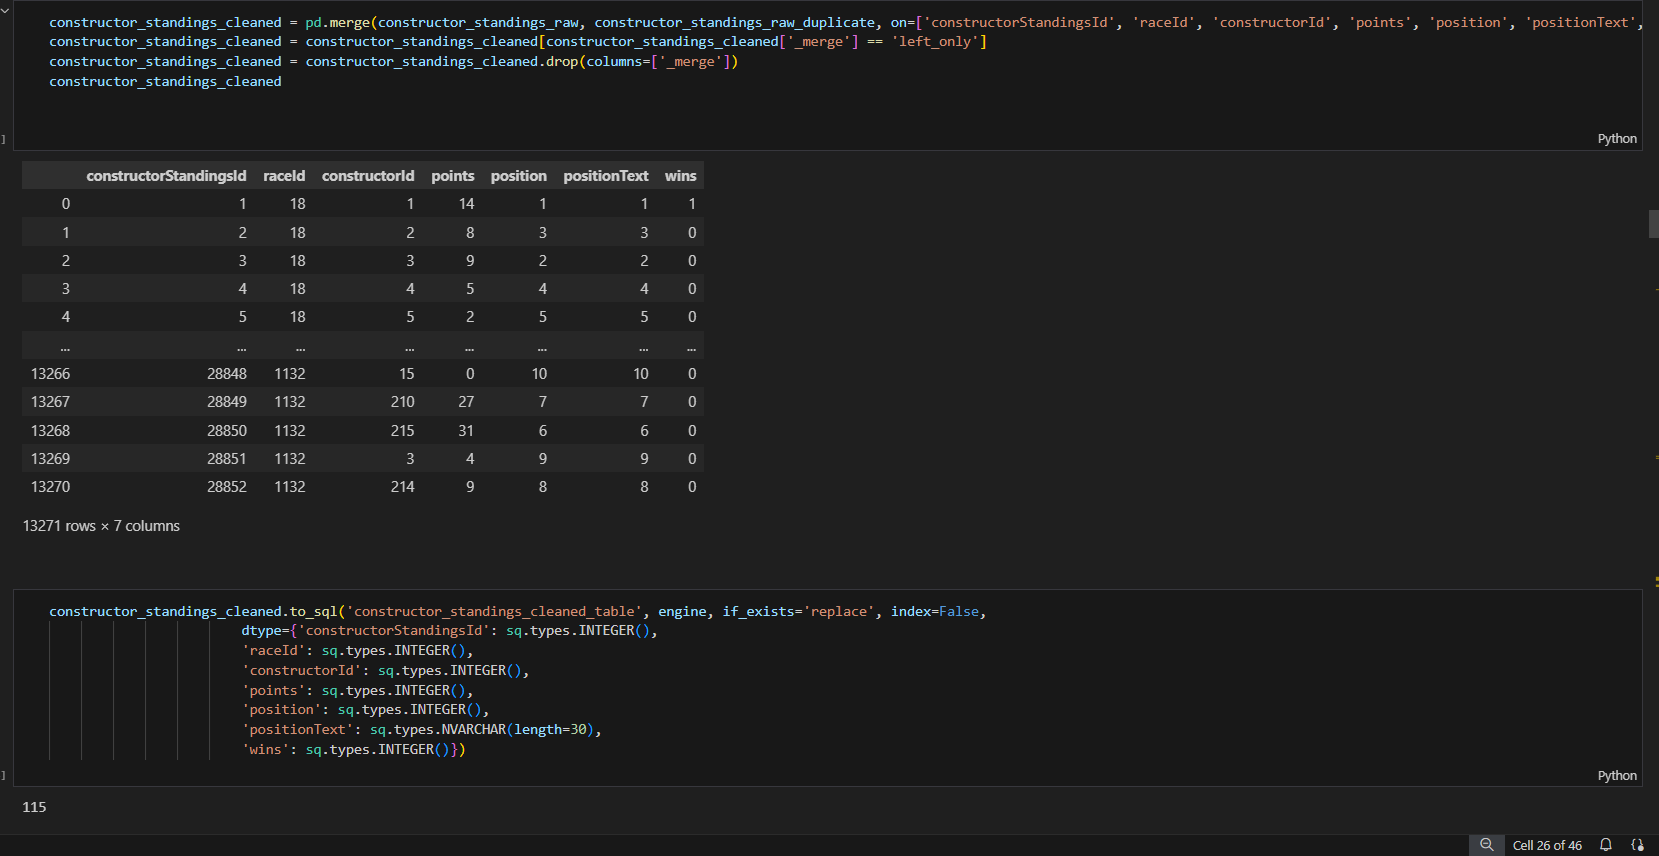 constructor_standings_cleaned = pd.merge(constructor_standings_raw, constructor_standings_raw_duplicate, on=['constructorStandingsId', 'raceId', 'constructorId', 'points', 'position', 'positionText',
constructor_standings_cleaned = constructor_standings_cleaned[constructor_standings_cleaned['_merge'] == 'left_only']
constructor_standings_cleaned = constructor_standings_cleaned.drop(columns=['_merge'])
constructor_standings_cleaned
]
Python
constructorStandingsId raceId constructorId points position positionText wins
0 1 18 1 14 1 1 1
1 2 18 2 8 3 3 0
2 3 18 3 9 2 2 0
3 4 18 4 5 4 4 0
4 5 18 5 2 5 5 0
... ... ... ... ... ... ... ...
13266 28848 1132 15 0 10 10 0
13267 28849 1132 210 27 7 7 0
13268 28850 1132 215 31 6 6 0
13269 28851 1132 3 4 9 9 0
13270 28852 1132 214 9 8 8 0
13271 rows × 7 columns
constructor_standings_cleaned.to_sql('constructor_standings_cleaned_table', engine, if_exists='replace', index=False,
dtype={'constructorStandingsId': sq.types.INTEGER(),
'raceId': sq.types.INTEGER(),
'constructorId': sq.types.INTEGER(),
'points': sq.types.INTEGER(),
'position': sq.types.INTEGER(),
'positionText': sq.types.NVARCHAR(length=30),
'wins': sq.types.INTEGER()})
]
Python
115
Cell 26 of 46